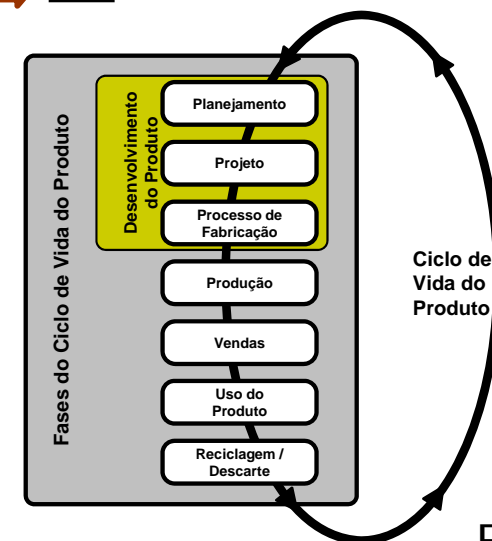 Fases do Ciclo de Vida do Produto
Desenvolvimento
do Produto
Planejamento
Projeto
Processo de
Fabricação
Produção
Vendas
Uso do
Produto
Reciclagem /
Descarte
Ciclo de
Vida do
Produto